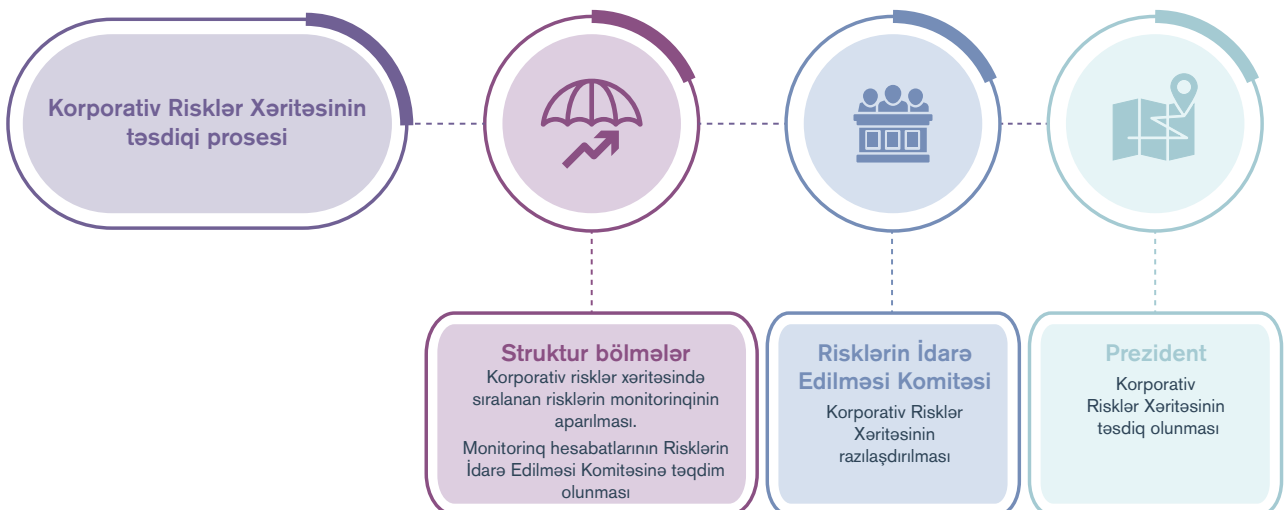 Korporativ Risklər Xəritəsinin
təsdiqi prosesi
Struktur bölmələr
Korporativ risklər xəritəsində
sıralanan risklərin monitorinqinin
aparılması.
Monitorinq hesabatlarının Risklərin
İdarə Edilməsi Komitəsinə təqdim
olunması
Risklərin İdarə
Edilməsi Komitəsi
Korporativ Risklər
Xəritəsinin
razılaşdırılması
Prezident
Korporativ
Risklər Xəritəsinin
təsdiq olunması